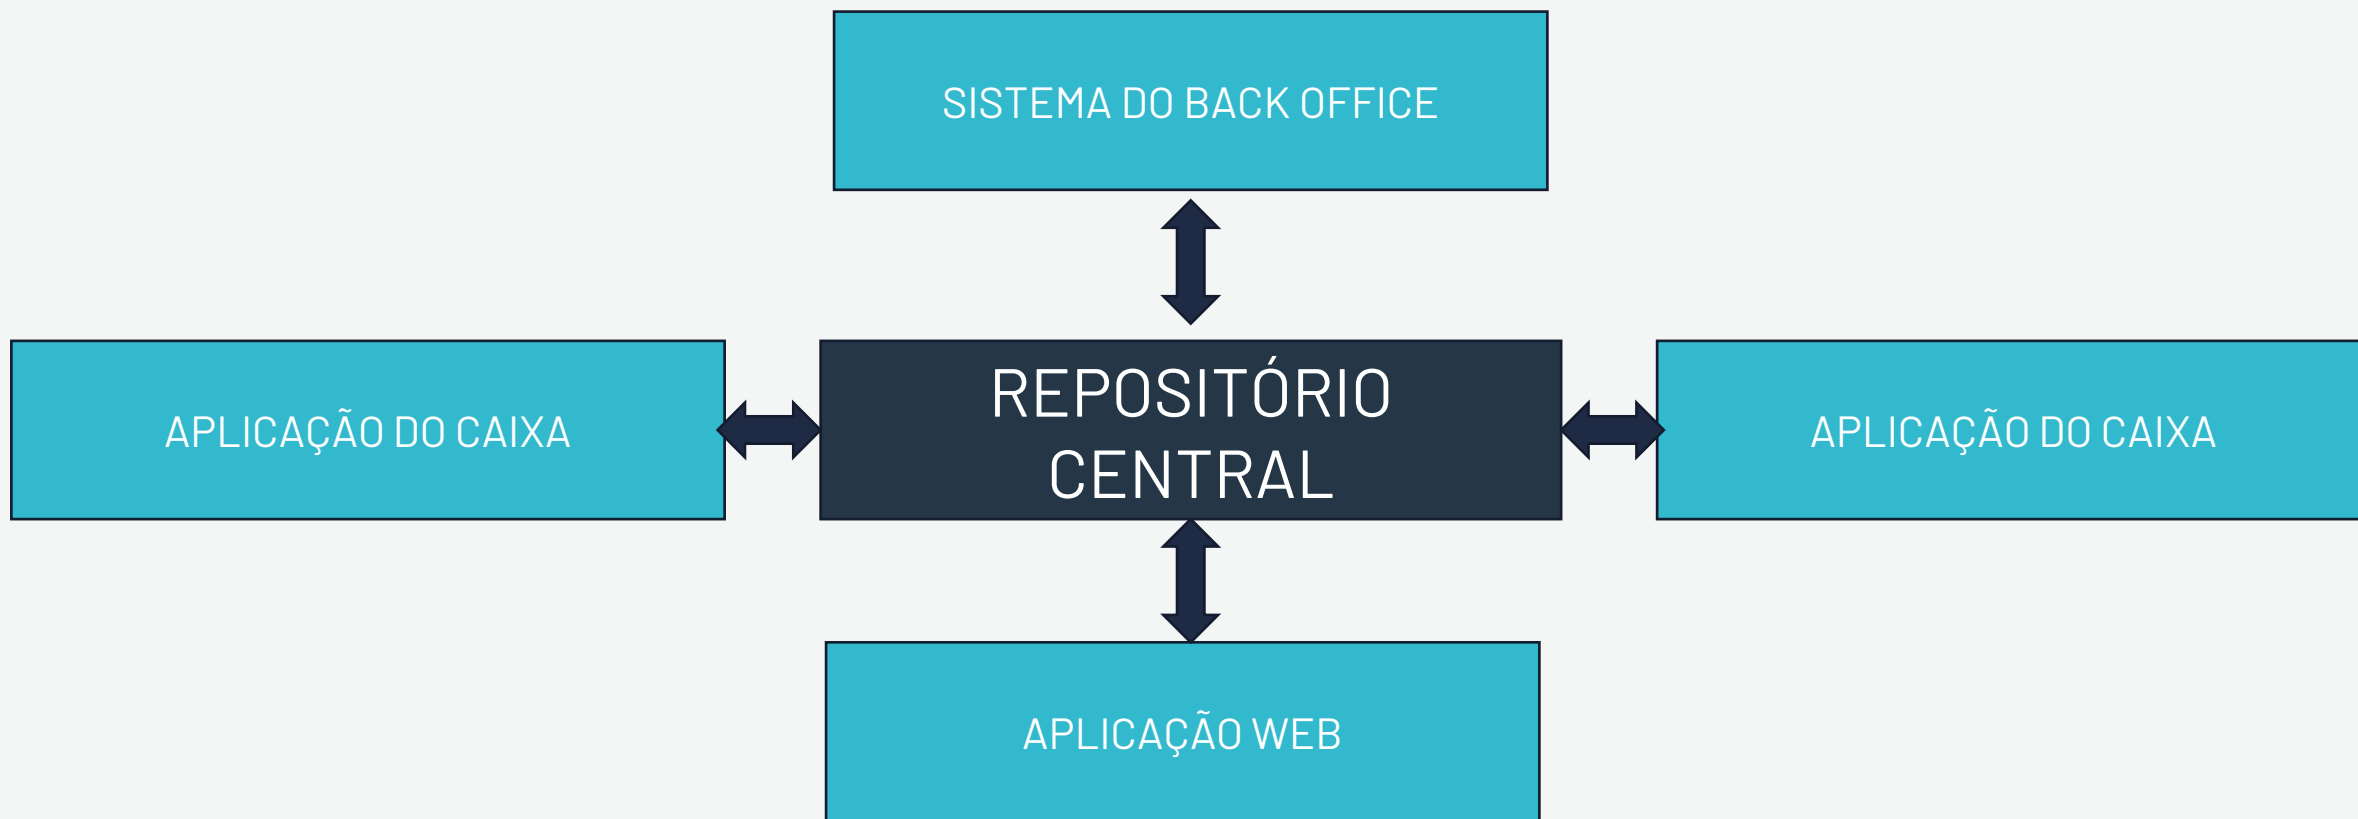 SISTEMA DO BACK OFFICE
APLICAÇÃO DO CAIXA
REPOSITÓRIO
CENTRAL
APLICAÇÃO DO CAIXA
APLICAÇÃO WEB